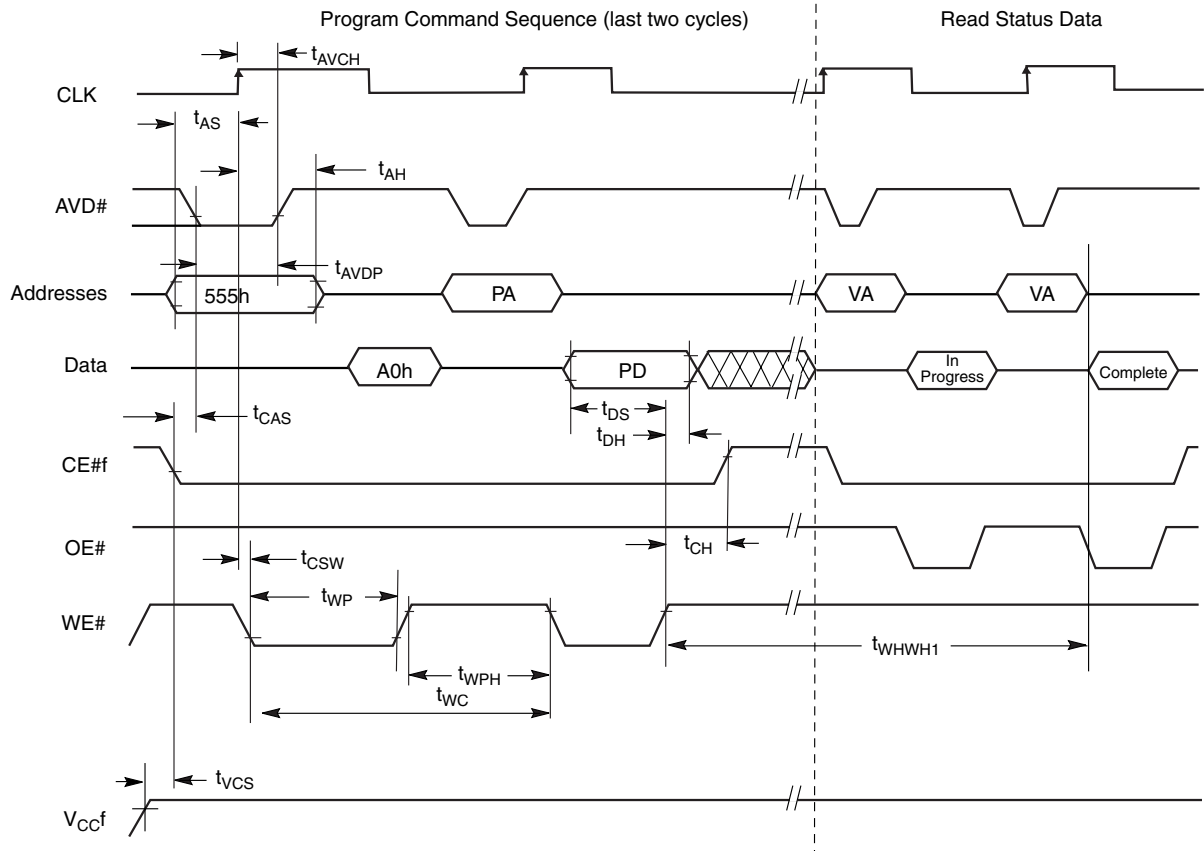 Program Command Sequence (last two cycles)
Read Status Data
tAVCH
CLK
tAS
tAH
AVD#
tAVDP
Addresses
555h
PA
VA
VA
Data
A0h
PD
In
Progress
Complete
tCAS
tDS
tDH
CE#f
OE#
tCH
tCSW
tWP
WE#
tWHWH1
tWPH
tWC
tVCS
VCCf